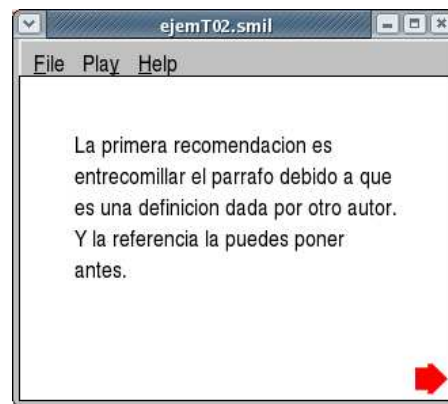 ejemT02.smil
File Play Help
La primera recomendacion es
entrecomillar el parrafo debido a que
es una definicion dada por otro autor.
Y la referencia la puedes poner
antes.